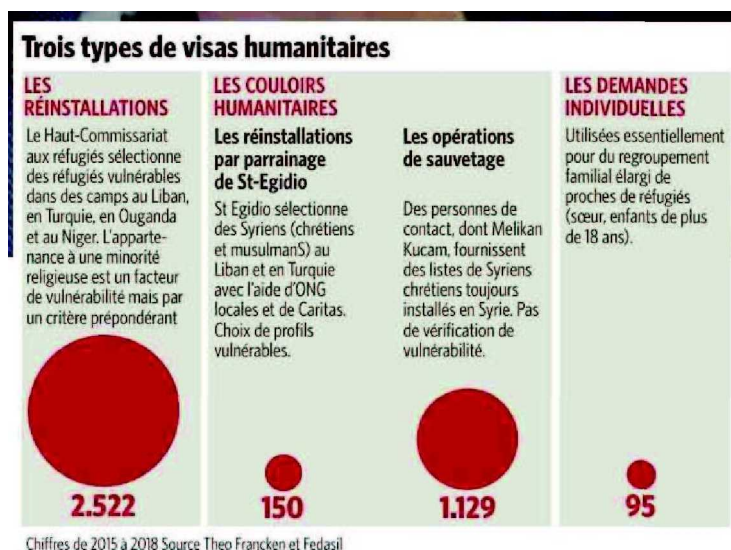 Trois types de visas humanitaires
LES
RÉINSTALLATIONS
Le Haut-Commissariat
aux réfugiés sélectionne
des réfugiés vulnérables
dans des camps au Liban,
en Turquie, en Ouganda
et au Niger. L'apparte-
nance à une minorité
religieuse est un facteur
de vulnérabilité mais par
un critère prépondérant
2.522
LES COULOIRS
HUMANITAIRES
Les réinstallations
par parrainage
de St-Egidio
St Egidio sélectionne
des Syriens (chrétiens
et musulmanS) au
Liban et en Turquie
avec l'aide d'ONG
locales et de Caritas.
Choix de profils
vulnérables.
150
Les opérations
de sauvetage
Des personnes de
contact, dont Melikan
Kucam, fournissent
des listes de Syriens
chrétiens toujours
installés en Syrie. Pas
de vérification de
vulnérabilité.
1.129
LES DEMANDES
INDIVIDUELLES
Utilisées essentiellement
pour du regroupement
familial élargi de
proches de réfugiés
(sœur, enfants de plus
de 18 ans).
95
Chiffres de 2015 à 2018 Source Theo Francken et Fedasil